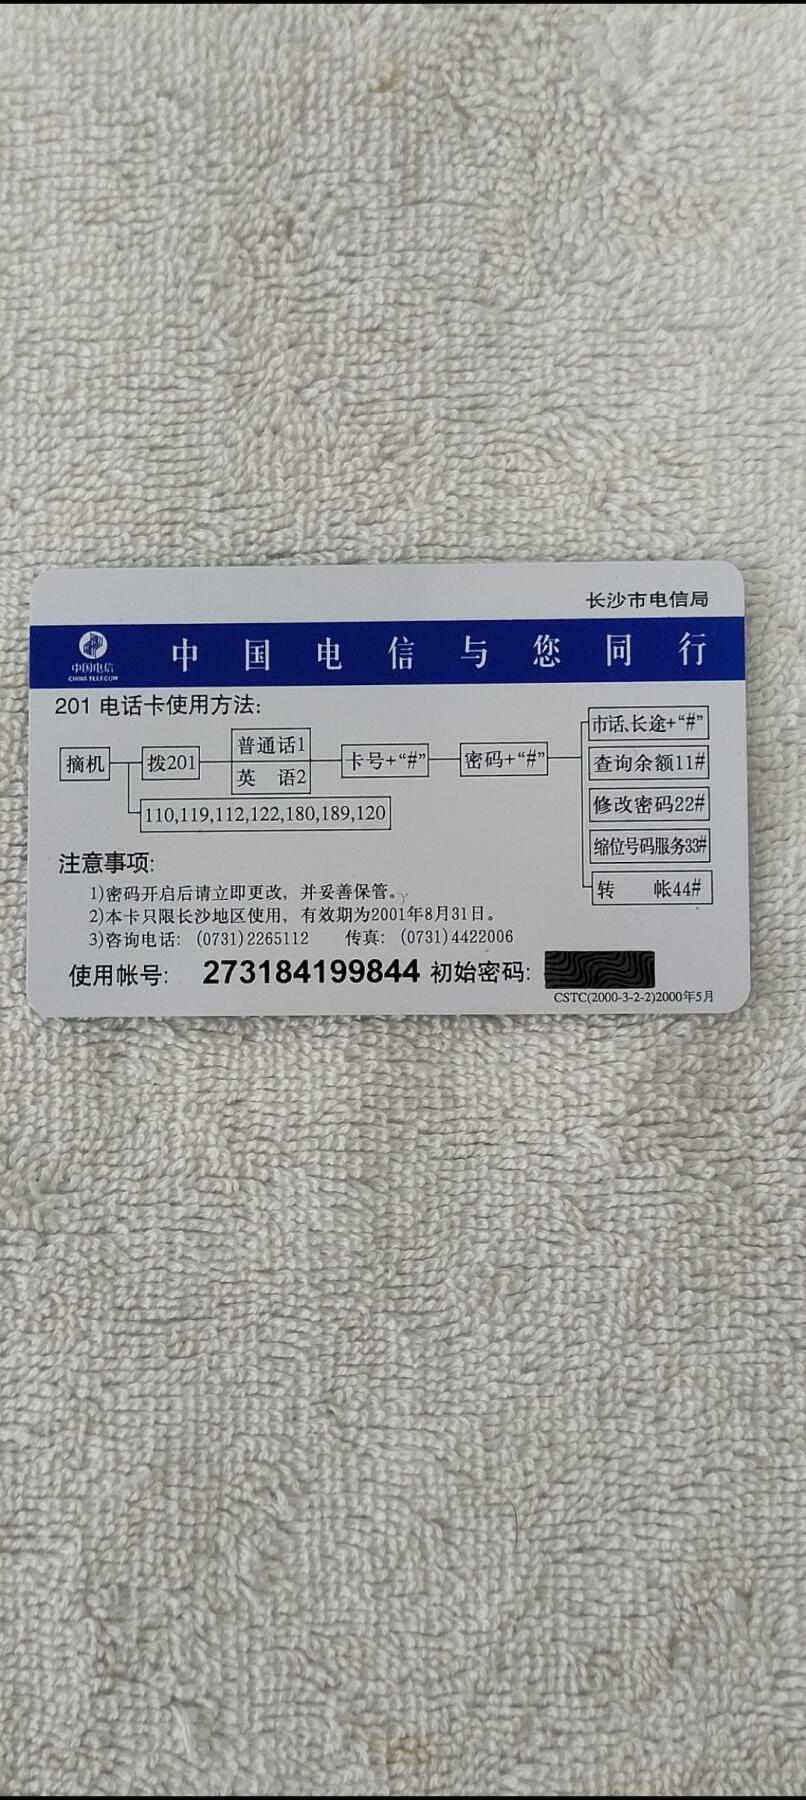 长沙市电信局
中国电信
CHINA TELECOM
中国电信与您同行
201 电话卡使用方法:
摘机
拨201
普通话1
英 语2
卡号+“#”
密码+“#”
市话、长途+“#”
查询余额11#
修改密码22#
缩位号码服务33#
转 帐44#
110,119,112,122,180,189,120
注意事项:
1)密码开启后请立即更改，并妥善保管。
2)本卡只限长沙地区使用，有效期为2001年8月31日。
3)咨询电话: (0731)2265112 传真: (0731)4422006
使用帐号: 273184199844 初始密码:
CSTC(2000-3-2-2)2000年5月